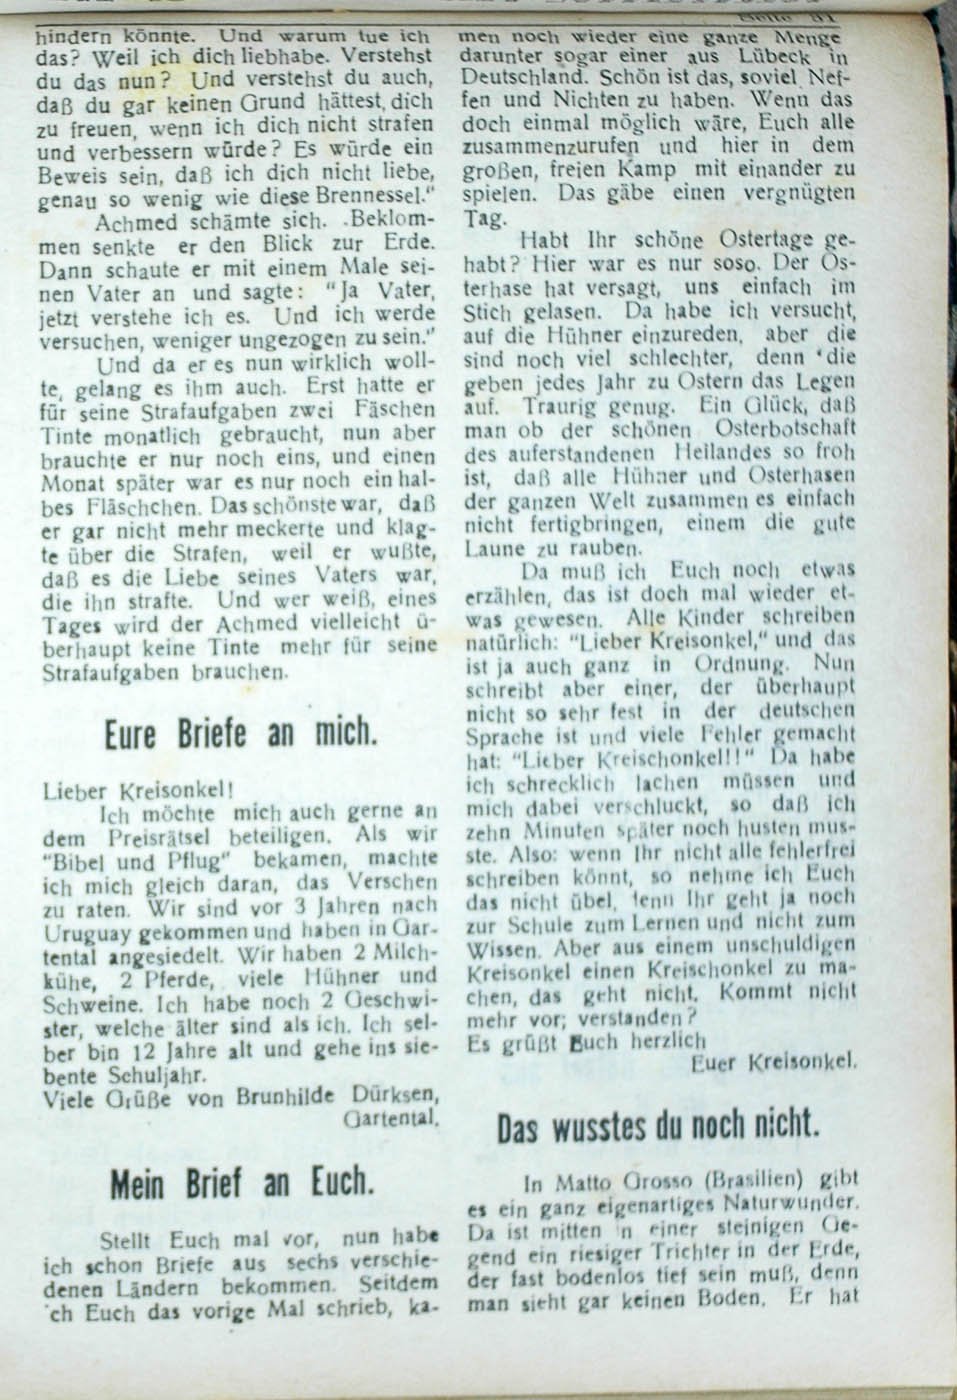 Seite 31
hindern könnte. Und warum tue ich
das? Weil ich dich liebhabe. Verstehst
du das nun? Und verstehst du auch,
daß du gar keinen Grund hättest, dich
zu freuen, wenn ich dich nicht strafen
und verbessern würde? Es würde ein
Beweis sein, daß ich dich nicht liebe,
genau so wenig wie diese Brennessel."
Achmed schämte sich. Beklom-
men senkte er den Blick zur Erde.
Dann schaute er mit einem Male sei-
nen Vater an und sagte: "Ja Vater,
jetzt verstehe ich es. Und ich werde
versuchen, weniger ungezogen zu sein."
Und da er es nun wirklich woll-
te, gelang es ihm auch. Erst hatte er
für seine Strafaufgaben zwei Fäschen
Tinte monatlich gebraucht, nun aber
brauchte er nur noch eins, und einen
Monat später war es nur noch ein hal-
bes Fläschchen. Das schönste war, daß
er gar nicht mehr meckerte und klag-
te über die Strafen, weil er wußte,
daß es die Liebe seines Vaters war,
die ihn strafte. Und wer weiß, eines
Tages wird der Achmed vielleicht ü-
berhaupt keine Tinte mehr für seine
Strafaufgaben brauchen.
Eure Briefe an mich.
Lieber Kreisonkel!
Ich möchte mich auch gerne an
dem Preisrätsel beteiligen. Als wir
"Bibel und Pflug" bekamen, machte
ich mich gleich daran, das Verschen
zu raten. Wir sind vor 3 Jahren nach
Uruguay gekommen und haben in Gar-
tental angesiedelt. Wir haben 2 Milch-
kühe, 2 Pferde, viele Hühner und
Schweine. Ich habe noch 2 Geschwi-
ster, welche älter sind als ich. Ich sel-
ber bin 12 Jahre alt und gehe ins sie-
bente Schuljahr.
Viele Grüße von Brunhilde Dürksen,
Gartental.
Mein Brief an Euch.
Stellt Euch mal vor, nun habe
ich schon Briefe aus sechs verschie-
denen Ländern bekommen. Seitdem
ich Euch das vorige Mal schrieb, ka-
men noch wieder eine ganze Menge
darunter sogar einer aus Lübeck in
Deutschland. Schön ist das, soviel Nef-
fen und Nichten zu haben. Wenn das
doch einmal möglich wäre, Euch alle
zusammenzurufen und hier in dem
großen, freien Kamp mit einander zu
spielen. Das gäbe einen vergnügten
Tag.
Habt Ihr schöne Ostertage ge-
habt? Hier war es nur soso. Der Os-
terhase hat versagt, uns einfach im
Stich gelasen. Da habe ich versucht,
auf die Hühner einzureden, aber die
sind noch viel schlechter, denn die
geben jedes Jahr zu Ostern das Legen
auf. Traurig genug. Ein Glück, daß
man ob der schönen Osterbotschaft
des auferstandenen Heilandes so froh
ist, daß alle Hühner und Osterhasen
der ganzen Welt zusammen es einfach
nicht fertigbringen, einem die gute
Laune zu rauben.
Da muß ich Euch noch etwas
erzählen, das ist doch mal wieder et-
was gewesen. Alle Kinder schreiben
natürlich: "Lieber Kreisonkel," und das
ist ja auch ganz in Ordnung. Nun
schreibt aber einer, der überhaupt
nicht so sehr fest in der deutschen
Sprache ist und viele Fehler gemacht
hat: "Lieber Kreischonkel!!" Da habe
ich schrecklich lachen müssen und
mich dabei verschluckt, so daß ich
zehn Minuten später noch husten mus-
ste. Also: wenn Ihr nicht alle fehlerfrei
schreiben könnt, so nehme ich Euch
das nicht übel, denn Ihr geht ja noch
zur Schule zum Lernen und nicht zum
Wissen. Aber aus einem unschuldigen
Kreisonkel einen Kreischonkel zu ma-
chen, das geht nicht. Kommt nicht
mehr vor; verstanden?
Es grüßt Euch herzlich
Euer Kreisonkel.
Das wusstes du noch nicht.
In Matto Grosso (Brasilien) gibt
es ein ganz eigenartiges Naturwunder.
Da ist mitten in einer steinigen Ge-
gend ein riesiger Trichter in der Erde,
der fast bodenlos tief sein muß, denn
man sieht gar keinen Boden. Er hat